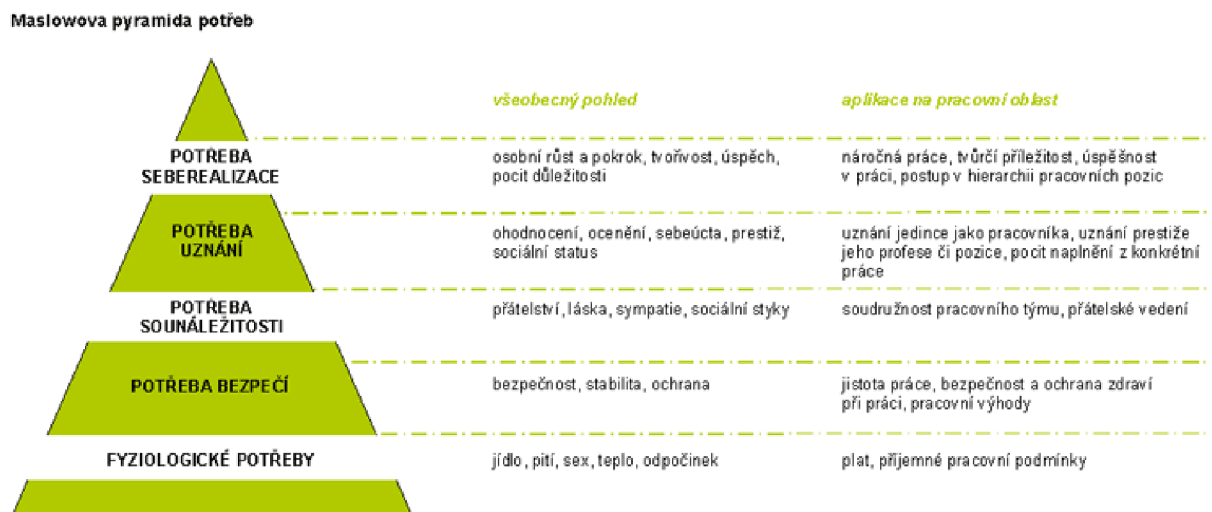 Maslowova pyramida potřeb
všeobecný pohled
aplikace na pracovní oblast
POTŘEBA
SEBEREALIZACE
osobní růst a pokrok, tvořivost, úspěch,
pocit důležitosti
náročná práce, tvůrčí příležitost, úspěšnost
v práci, postup v hierarchii pracovních pozic
POTŘEBA
UZNÁNÍ
ohodnocení, ocenění, sebeúcta, prestiž,
sociální status
uznání jedince jako pracovníka, uznání prestiže
jeho profese či pozice, pocit naplnění z konkrétní
práce
POTŘEBA
SOUNÁLEŽITOSTI
přátelství, láska, sympatie, sociální styky
soudružnost pracovního týmu, přátelské vedení
POTŘEBA BEZPEČÍ
bezpečnost, stabilita, ochrana
jistota práce, bezpečnost a ochrana zdraví
při práci, pracovní výhody
FYZIOLOGICKÉ POTŘEBY
jídlo, pití, sex, teplo, odpočinek
plat, příjemné pracovní podmínky